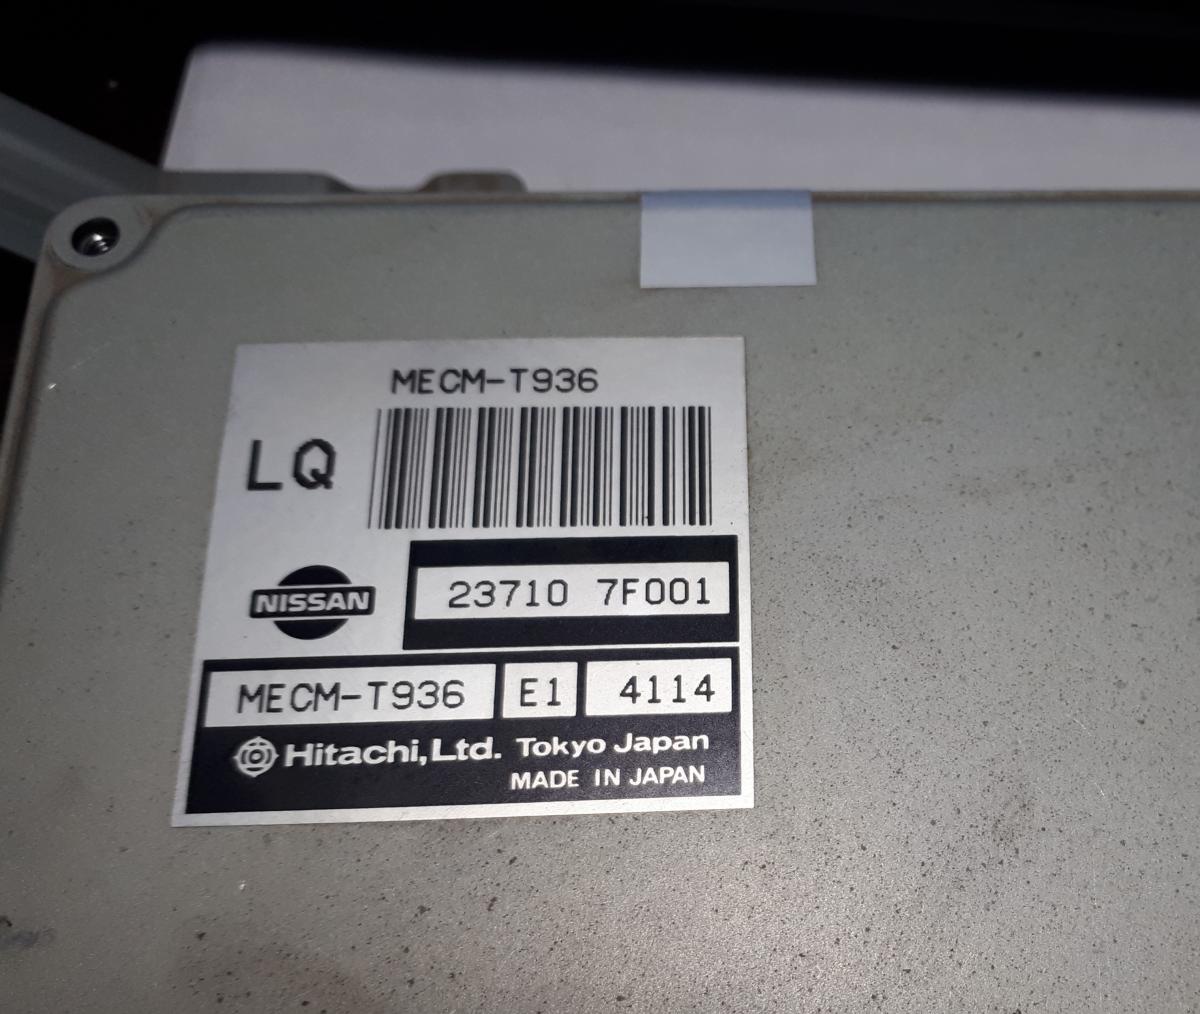 MECM-T936
LQ
NISSAN
23710 7F001
MECM-T936 E1 4114
Hitachi,Ltd. Tokyo Japan
MADE IN JAPAN